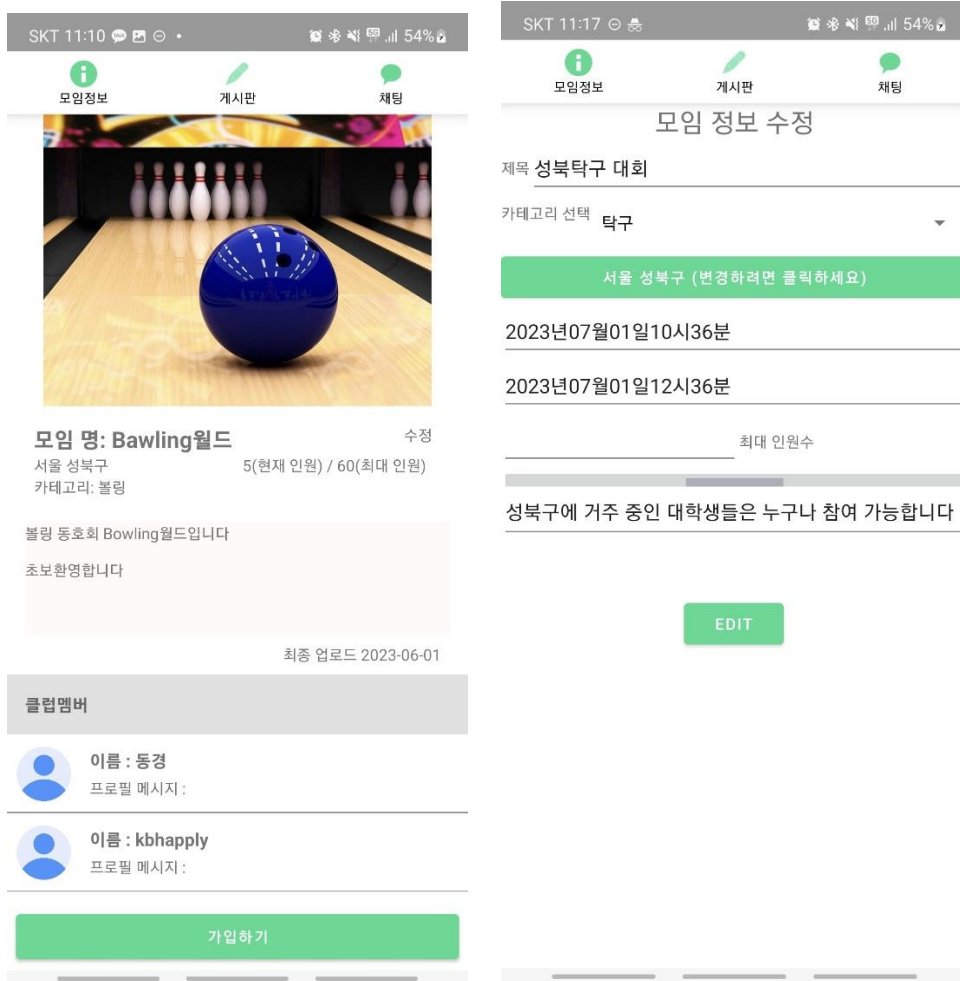 SKT 11:10
54%
모임정보
게시판
채팅
모임 명: Bawling월드
수정
서울 성북구
5(현재 인원) / 60(최대 인원)
카테고리: 볼링
볼링 동호회 Bowling월드입니다
초보환영합니다
최종 업로드 2023-06-01
클럽멤버
이름 : 동경
프로필 메시지 :
이름 : kbhapply
프로필 메시지 :
가입하기
SKT 11:17
54%
모임정보
게시판
채팅
모임 정보 수정
제목 성북탁구 대회
카테고리 선택 탁구
서울 성북구 (변경하려면 클릭하세요)
2023년07월01일10시36분
2023년07월01일12시36분
최대 인원수
성북구에 거주 중인 대학생들은 누구나 참여 가능합니다
EDIT